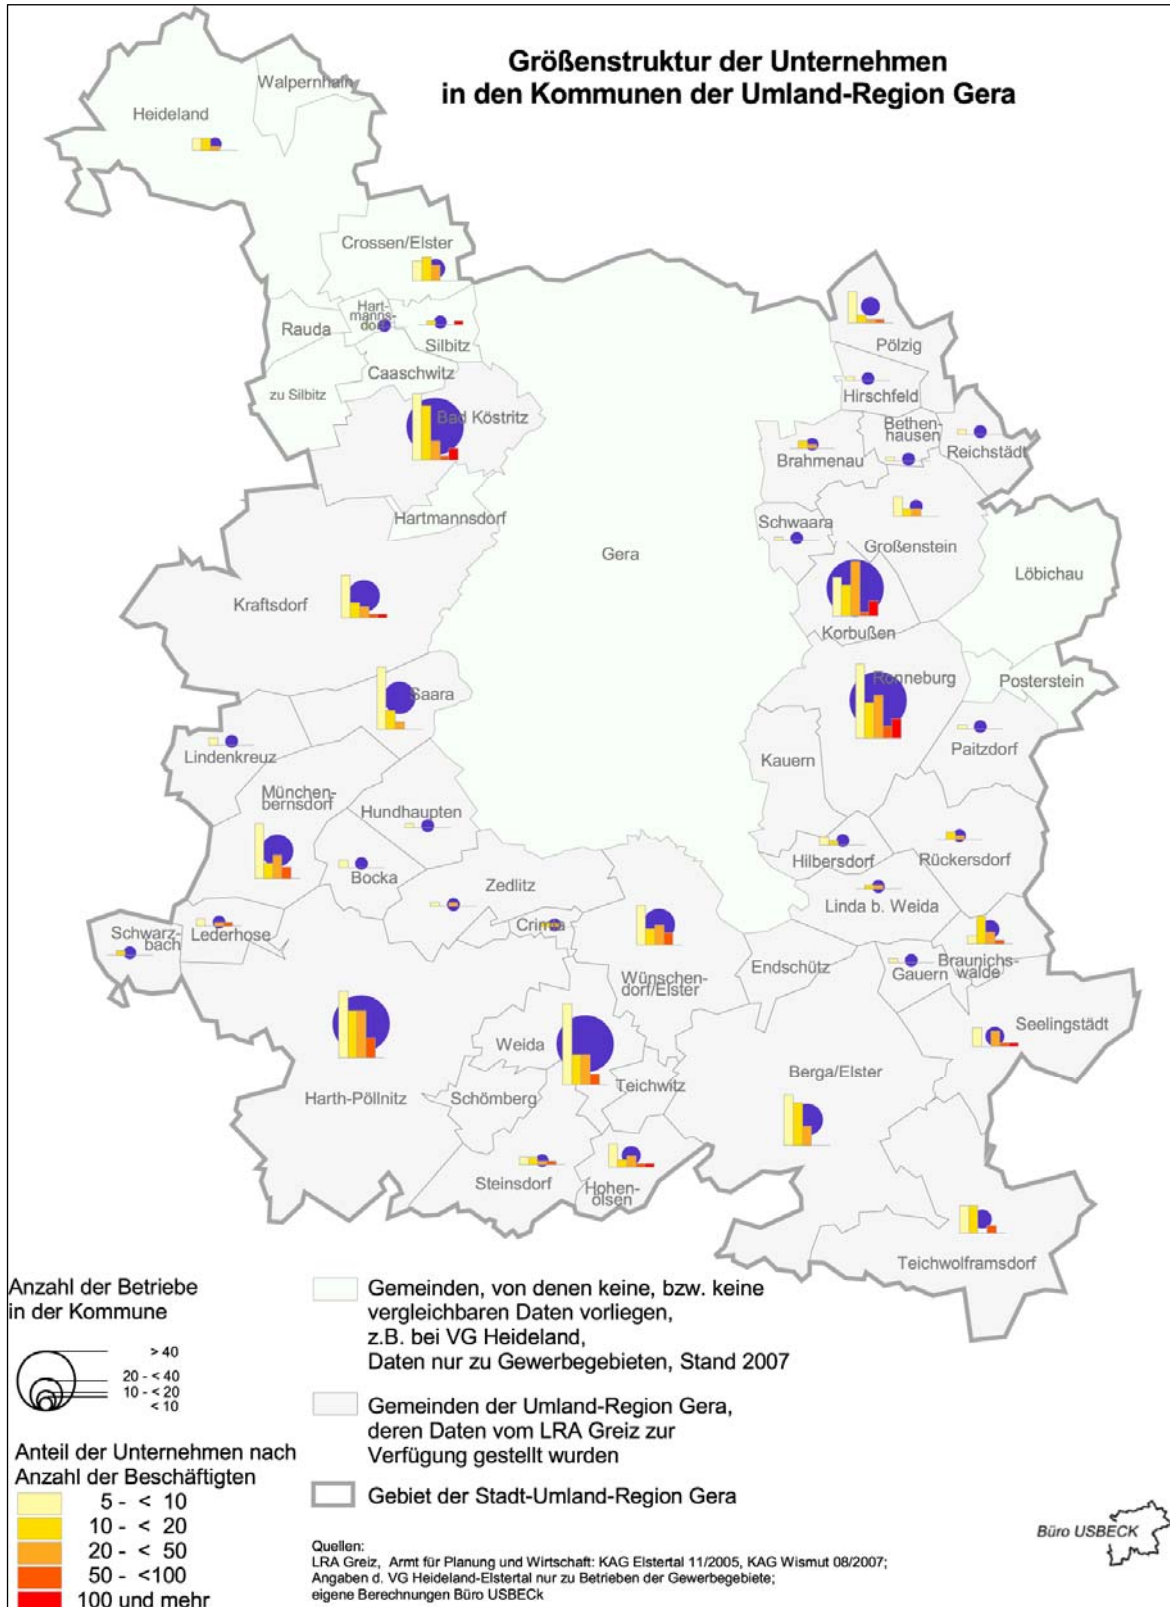 Größenstruktur der Unternehmen
in den Kommunen der Umland-Region Gera
Walpernhain
Heideland
Crossen/Elster
Hart-
manns-
dorf
Rauda
Silbitz
Caaschwitz
zu Silbitz
Bad Köstritz
Hartmannsdorf
Kraftsdorf
Gera
Saara
Lindenkreuz
München-
bernsdorf
Hundhaupten
Bocka
Zedlitz
Crimla
Schwarz-
bach
Lederhose
Wünschen-
dorf/Elster
Endschütz
Weida
Harth-Pöllnitz
Schömberg
Teichwitz
Steinsdorf
Hohen-
ölsen
Berga/Elster
Teichwolframsdorf
Seelingstädt
Gauern
Braunichs-
walde
Linda b. Weida
Hilbersdorf
Rückersdorf
Kauern
Paitzdorf
Posterstein
Ronneburg
Löbichau
Korbußen
Großenstein
Schwaara
Brahmenau
Bethen-
hausen
Reichstädt
Hirschfeld
Pölzig
Anzahl der Betriebe
in der Kommune
> 40
20 - < 40
10 - < 20
< 10
Anteil der Unternehmen nach
Anzahl der Beschäftigten
5 - < 10
10 - < 20
20 - < 50
50 - <100
100 und mehr
Gemeinden, von denen keine, bzw. keine
vergleichbaren Daten vorliegen,
z.B. bei VG Heideland,
Daten nur zu Gewerbegebieten, Stand 2007
Gemeinden der Umland-Region Gera,
deren Daten vom LRA Greiz zur
Verfügung gestellt wurden
Gebiet der Stadt-Umland-Region Gera
Quellen:
LRA Greiz, Armt für Planung und Wirtschaft: KAG Elstertal 11/2005, KAG Wismut 08/2007;
Angaben d. VG Heideland-Elstertal nur zu Betrieben der Gewerbegebiete;
eigene Berechnungen Büro USBECk
Büro USBECK